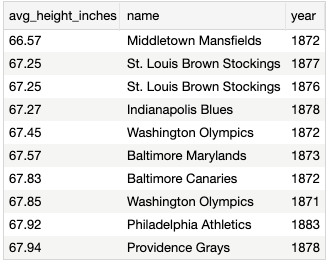 avg_height_inches name year
66.57 Middletown Mansfields 1872
67.25 St. Louis Brown Stockings 1877
67.25 St. Louis Brown Stockings 1876
67.27 Indianapolis Blues 1878
67.45 Washington Olympics 1872
67.57 Baltimore Marylands 1873
67.83 Baltimore Canaries 1872
67.85 Washington Olympics 1871
67.92 Philadelphia Athletics 1883
67.94 Providence Grays 1878